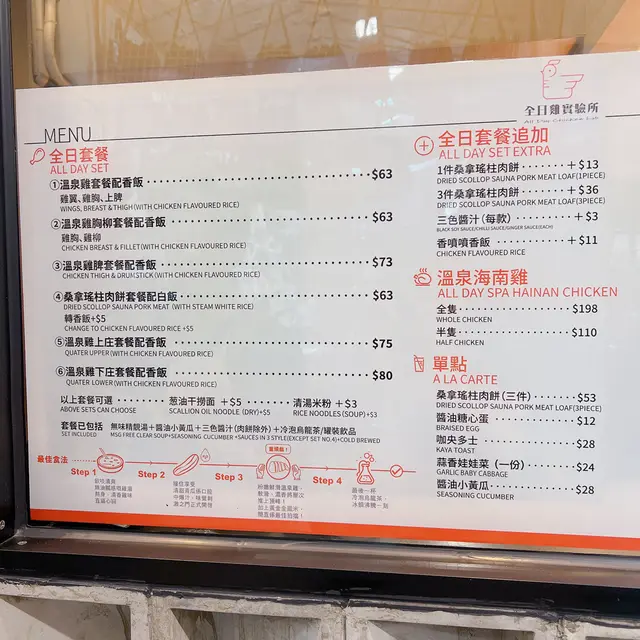 全日雞實驗所
All Day Chicken Lab
MENU
全日套餐
ALL DAY SET
①溫泉雞套餐配香飯 $63
雞翼、雞胸、上脾
WINGS, BREAST & THIGH(WITH CHICKEN FLAVOURED RICE)
②溫泉雞胸柳套餐配香飯 $63
雞胸、雞柳
CHICKEN BREAST & FILLET(WITH CHICKEN FLAVOURED RICE)
③溫泉雞脾套餐配香飯 $73
CHICKEN THIGH & DRUMSTICK(WITH CHICKEN FLAVOURED RICE)
④桑拿瑤柱肉餅套餐配白飯 $63
DRIED SCOLLOP SAUNA PORK MEAT (WITH STEAM WHITE RICE)
轉香飯+$5
CHANGE TO CHICKEN FLAVOURED RICE +$5
⑤溫泉雞上庄套餐配香飯 $75
QUATER UPPER (WITH CHICKEN FLAVOURED RICE)
⑥溫泉雞下庄套餐配香飯 $80
QUATER LOWER (WITH CHICKEN FLAVOURED RICE)
以上套餐可選 葱油干撈面 +$5 清湯米粉 +$3
ABOVE SETS CAN CHOOSE SCALLION OIL NOODLE (DRY)+$5 RICE NOODLES (SOUP)+$3
套餐已包括 無味精靚湯+醬油小黃瓜+三色醬汁(肉餅除外)+冷泡烏龍茶/罐裝飲品
SET INCLUDED MSG FREE CLEAR SOUP+SEASONING CUCUMBER +SAUCES IN 3 STYLE(EXCEPT SET NO.4)+COLD BREWED
最佳食法
Step 1
Step 2
Step 3
Step 4
最後一杯
冷泡烏龍茶，
全日套餐追加
ALL DAY SET EXTRA
1件桑拿瑤柱肉餅 +$13
DRIED SCOLLOP SAUNA PORK MEAT LOAF(1PIECE)
3件桑拿瑤柱肉餅 +$36
DRIED SCOLLOP SAUNA PORK MEAT LOAF(3PIECE)
三色醬汁(每款) +$3
BLACK SOY SAUCE/CHILLI SAUCE/GINGER SAUCE(EACH)
香噴噴香飯 +$11
CHICKEN FLAVOURED RICE
溫泉海南雞
ALL DAY SPA HAINAN CHICKEN
全隻 $198
WHOLE CHICKEN
半隻 $110
HALF CHICKEN
單點
A LA CARTE
桑拿瑤柱肉餅(三件) $53
DRIED SCOLLOP SAUNA PORK MEAT LOAF(3PIECE)
醬油糖心蛋 $12
BRAISED EGG
咖央多士 $28
KAYA TOAST
蒜香娃娃菜(一份) $24
GARLIC BABY CABBAGE
醬油小黃瓜 $28
SEASONING CUCUMBER